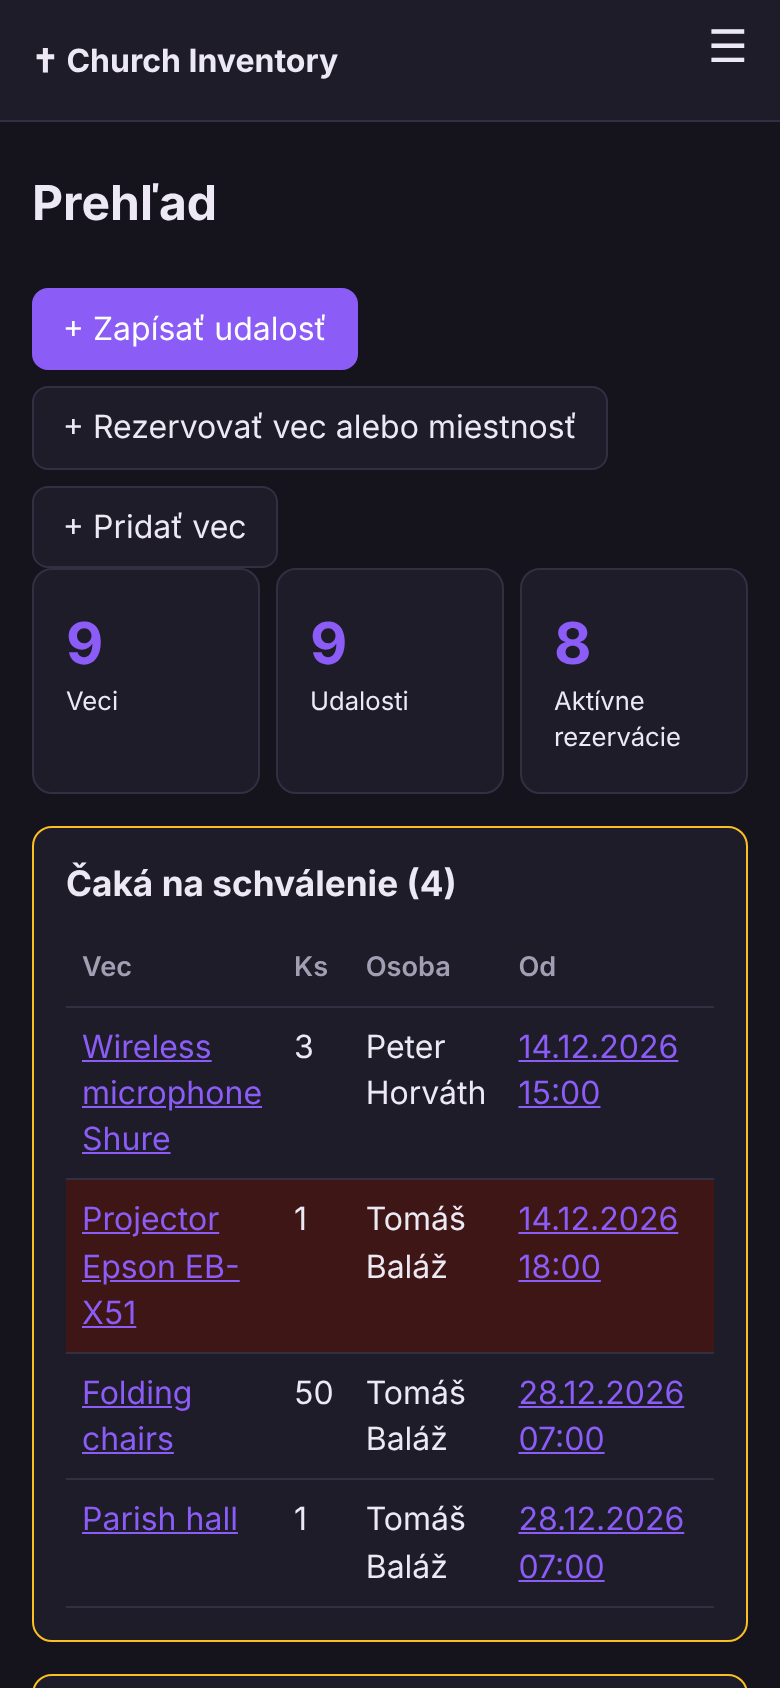 ✝ Church Inventory
☰
Prehľad
+ Zapísať udalosť
+ Rezervovať vec alebo miestnosť
+ Pridať vec
9
Veci
9
Udalosti
8
Aktívne
rezervácie
Čaká na schválenie (4)
Vec Ks Osoba Od
Wireless 3 Peter 14.12.2026
microphone Horváth 15:00
Shure
Projector 1 Tomáš 14.12.2026
Epson EB- Baláž 18:00
X51
Folding 50 Tomáš 28.12.2026
chairs Baláž 07:00
Parish hall 1 Tomáš 28.12.2026
Baláž 07:00